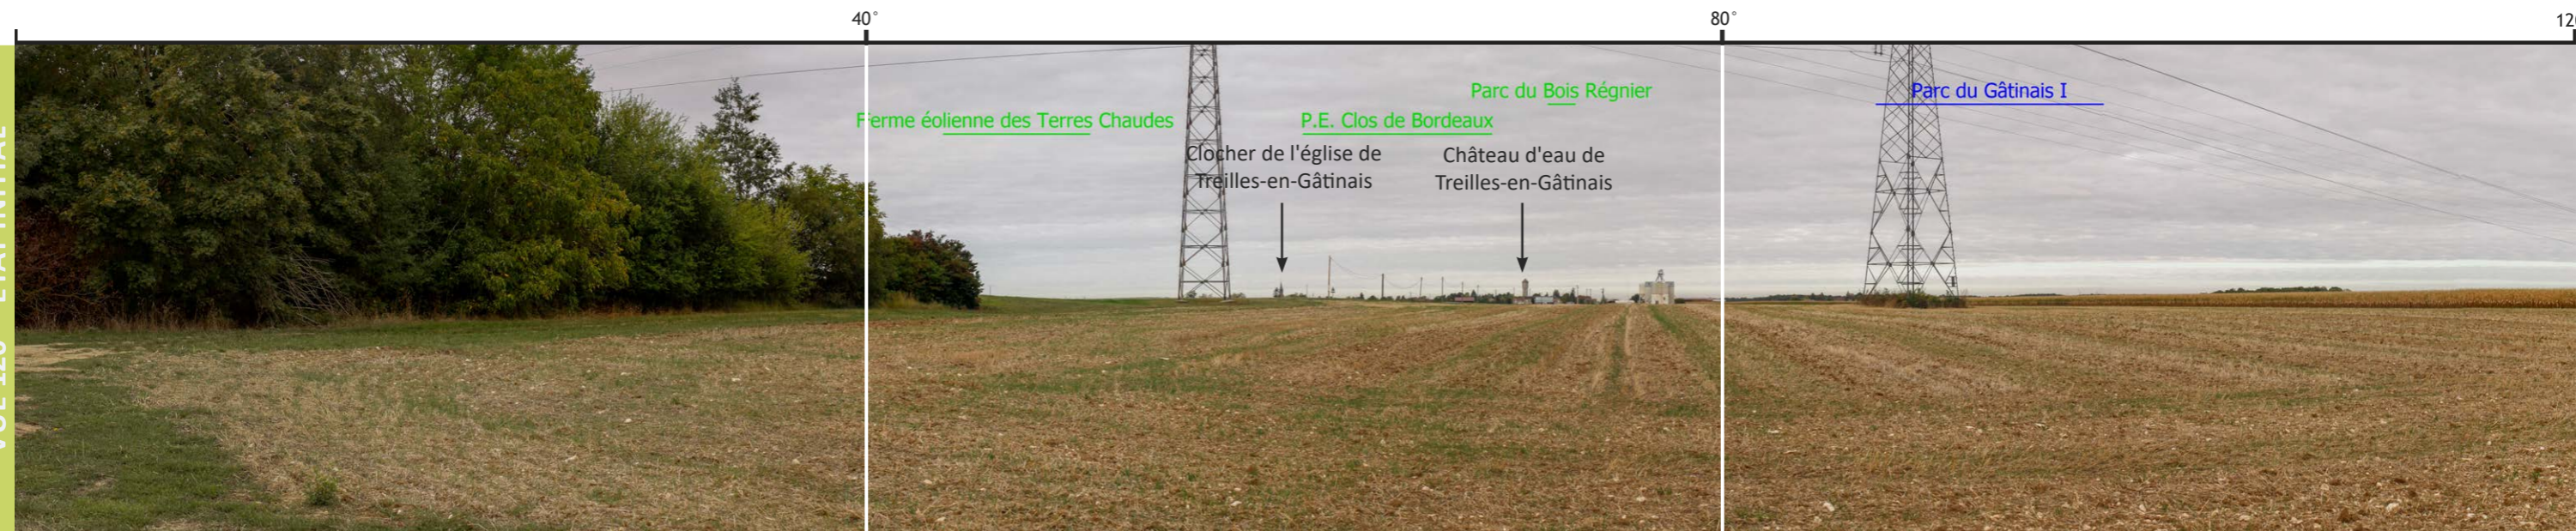 40°
80°
Parc du Bois Régnier
Parc du Gâtinais I
Ferme éolienne des Terres Chaudes
P.E. Clos de Bordeaux
Clocher de l'église de
Treilles-en-Gâtinais
Château d'eau de
Treilles-en-Gâtinais